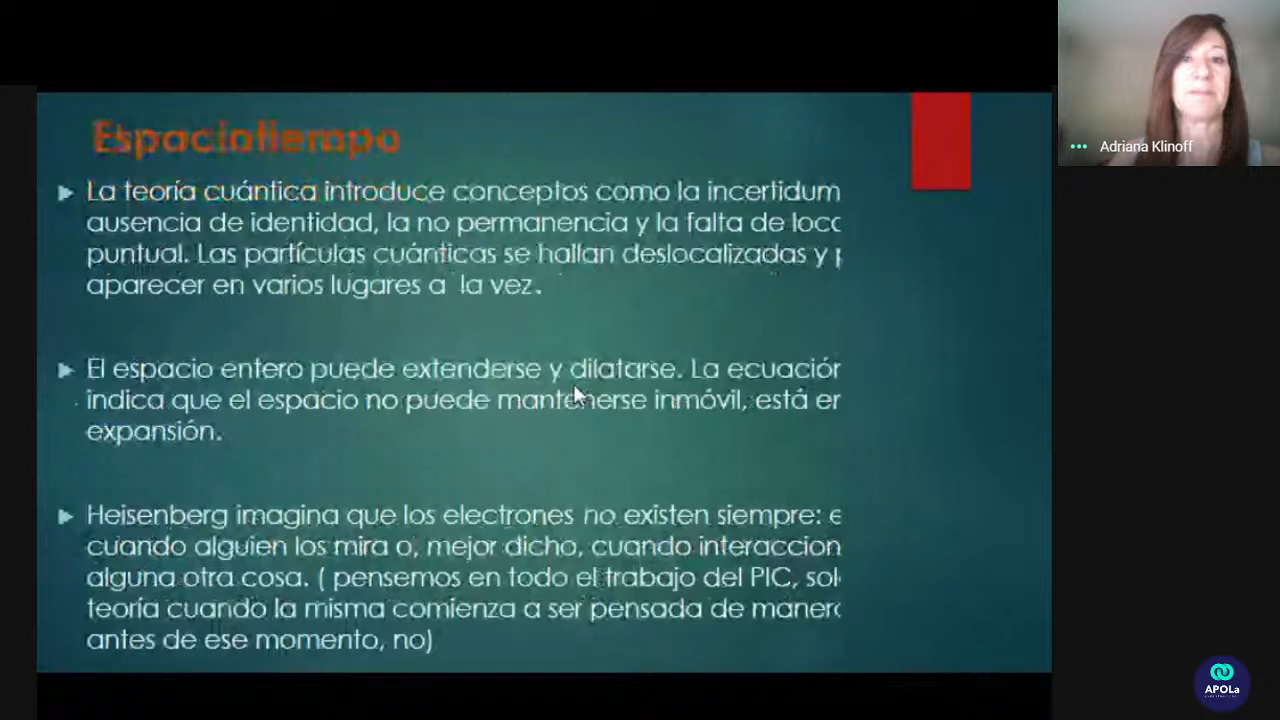 Espaciotiempo
La teoría cuántica introduce conceptos como la incertidum
ausencia de identidad, la no permanencia y la falta de loc
puntual. Las partículas cuánticas se hallan deslocalizadas y
aparecer en varios lugares a la vez.
El espacio entero puede extenderse y dilatarse. La ecuación
indica que el espacio no puede mantenerse inmóvil, está
expansión.
Heisenberg imagina que los electrones no existen siempre:
cuando alguien los mira o, mejor dicho, cuando interaccion
alguna otra cosa. ( pensemos en todo el trabajo del PIC,
teoría cuando la misma comienza a ser pensada de
antes de ese momento, no)
Adriana Klinoff
APOLa